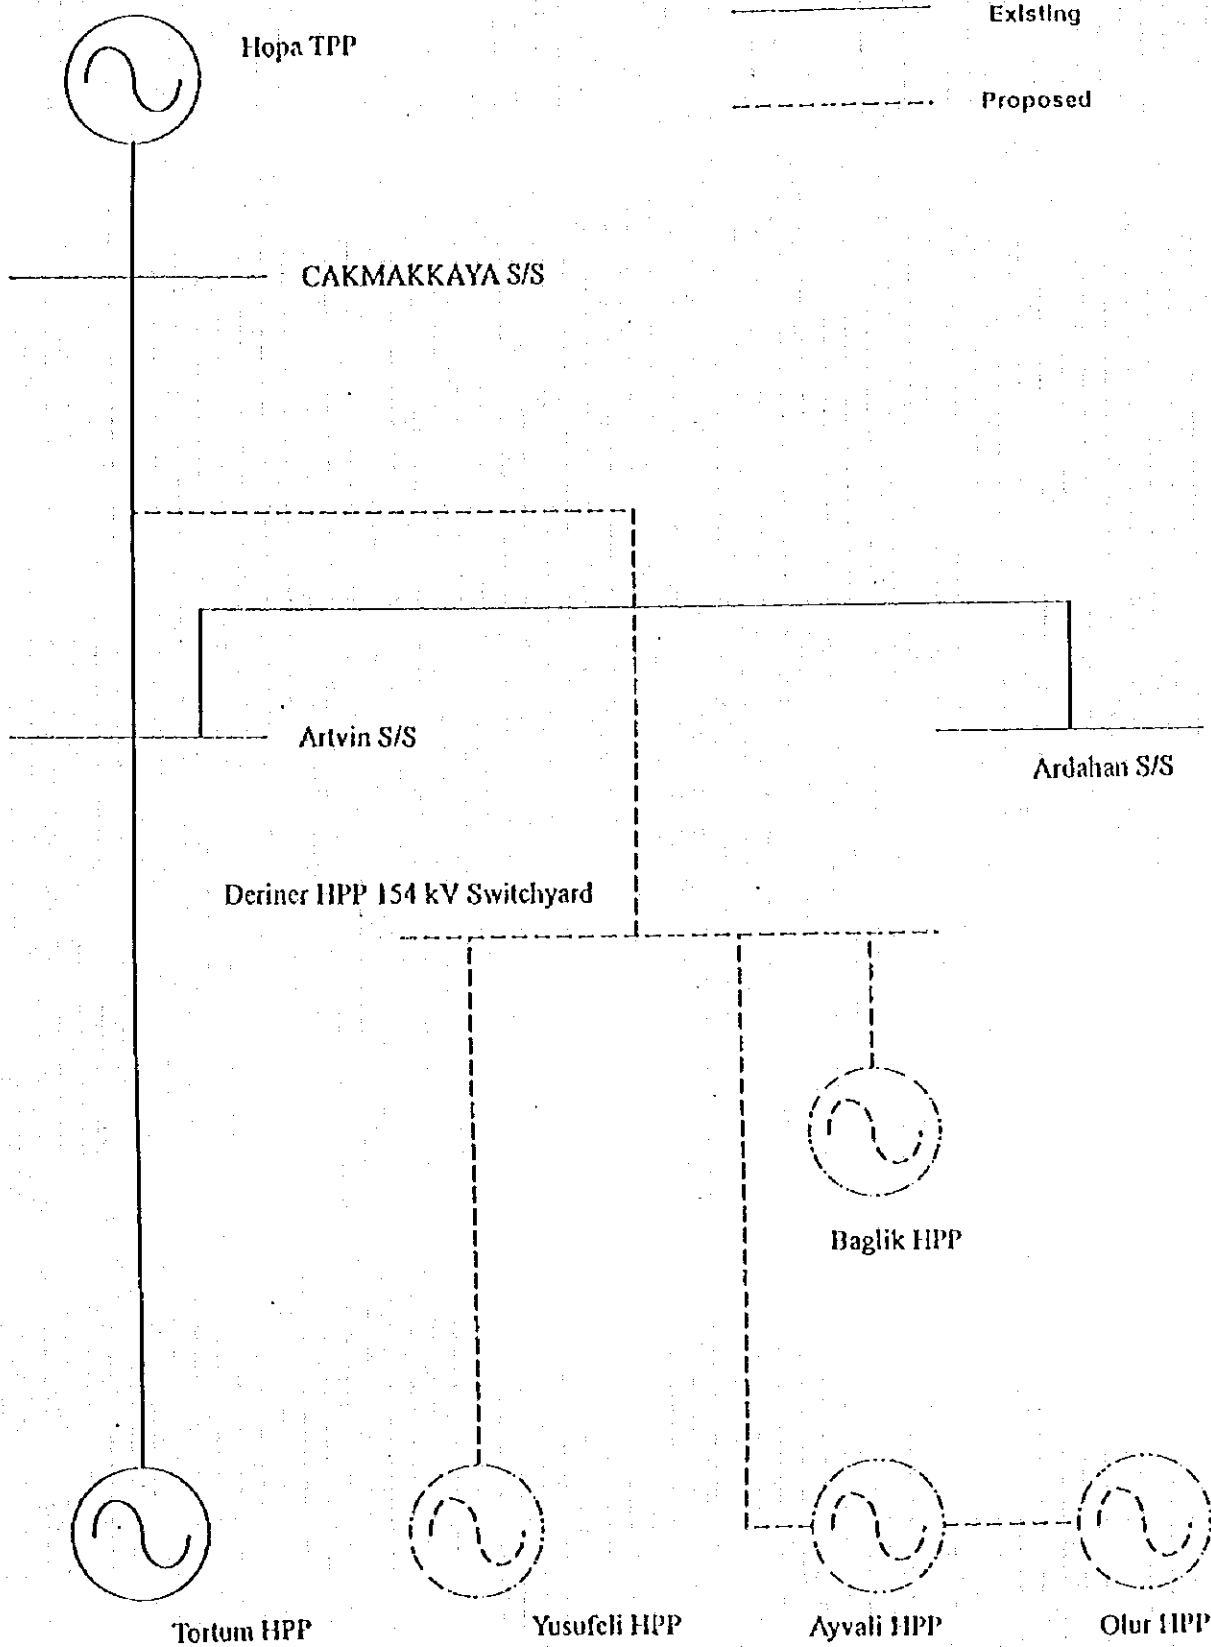 Existing
Hopa TPP
Proposed
CAKMAKKAYA S/S
Artvin S/S
Ardahan S/S
Deriner HPP 154 kV Switchyard
Baglik HPP
Tortum HPP
Yusufeli HPP
Ayvali HPP
Olur HPP